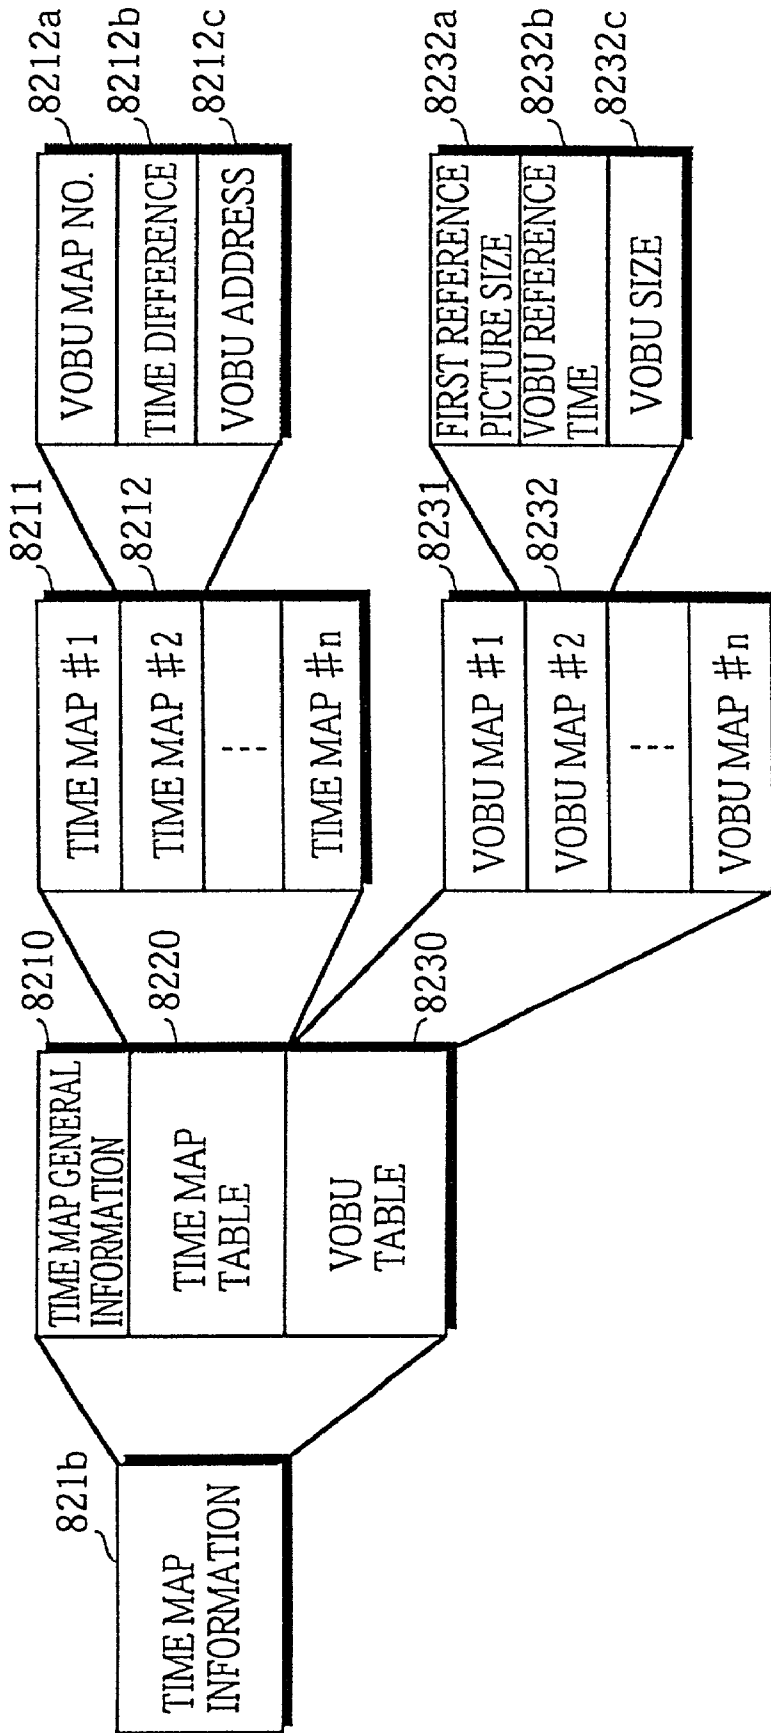 821b
TIME MAP
INFORMATION
8210
TIME MAP GENERAL
INFORMATION
8220
TIME MAP
TABLE
8230
VOBU
TABLE
8211
TIME MAP #1
8212
TIME MAP #2
TIME MAP #n
8231
VOBU MAP #1
8232
VOBU MAP #2
VOBU MAP #n
8212a
VOBU MAP NO.
8212b
TIME DIFFERENCE
8212c
VOBU ADDRESS
8232a
FIRST REFERENCE
PICTURE SIZE
8232b
VOBU REFERENCE
TIME
8232c
VOBU SIZE